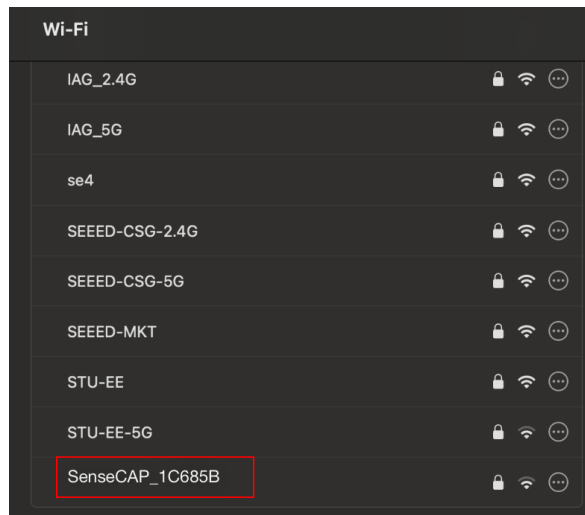 Wi-Fi
IAG_2.4G
IAG_5G
se4
SEEED-CSG-2.4G
SEEED-CSG-5G
SEEED-MKT
STU-EE
STU-EE-5G
SenseCAP_1C685B